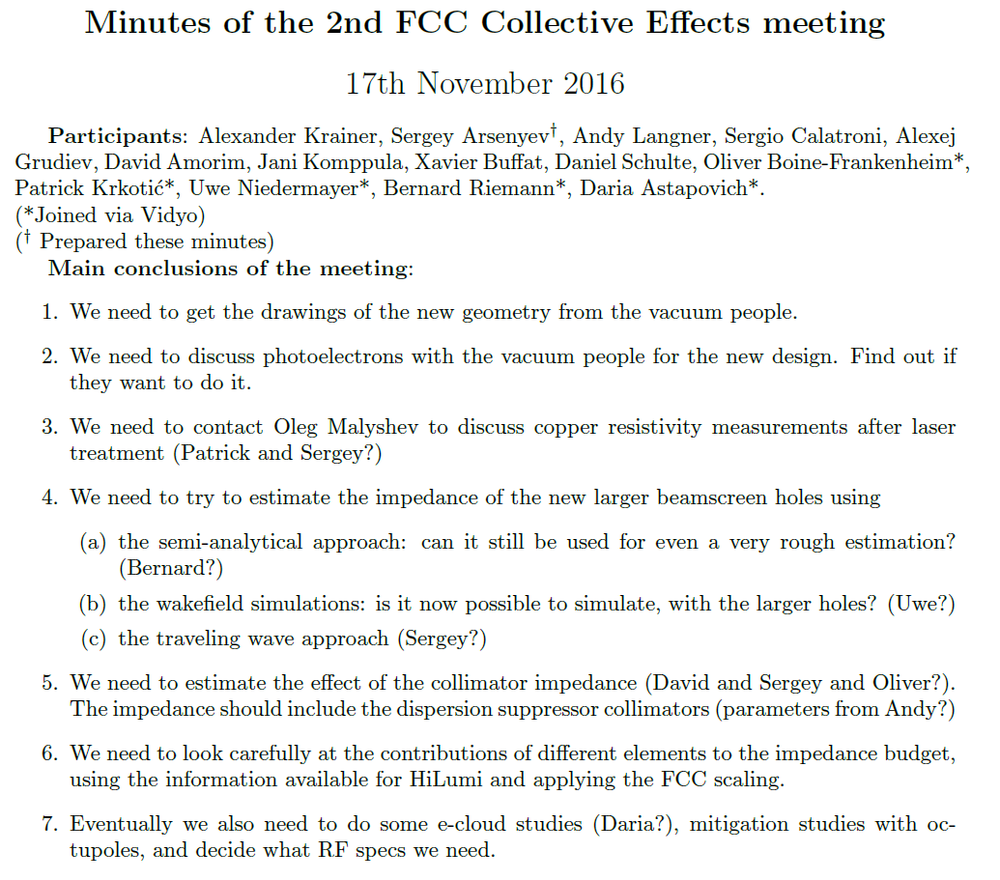 Minutes of the 2nd FCC Collective Effects meeting
17th November 2016
Participants: Alexander Krainer, Sergey Arsenyev†, Andy Langner, Sergio Calatroni, Alexej
Grudiev, David Amorim, Jani Komppula, Xavier Buffat, Daniel Schulte, Oliver Boine-Frankenheim*,
Patrick Krkotić*, Uwe Niedermayer*, Bernard Riemann*, Daria Astapovich*.
(*Joined via Vidyo)
(† Prepared these minutes)
Main conclusions of the meeting:
1. We need to get the drawings of the new geometry from the vacuum people.
2. We need to discuss photoelectrons with the vacuum people for the new design. Find out if
they want to do it.
3. We need to contact Oleg Malyshev to discuss copper resistivity measurements after laser
treatment (Patrick and Sergey?)
4. We need to try to estimate the impedance of the new larger beamscreen holes using
(a) the semi-analytical approach: can it still be used for even a very rough estimation?
(Bernard?)
(b) the wakefield simulations: is it now possible to simulate, with the larger holes? (Uwe?)
(c) the traveling wave approach (Sergey?)
5. We need to estimate the effect of the collimator impedance (David and Sergey and Oliver?).
The impedance should include the dispersion suppressor collimators (parameters from Andy?)
6. We need to look carefully at the contributions of different elements to the impedance budget,
using the information available for HiLumi and applying the FCC scaling.
7. Eventually we also need to do some e-cloud studies (Daria?), mitigation studies with oc-
tupoles, and decide what RF specs we need.